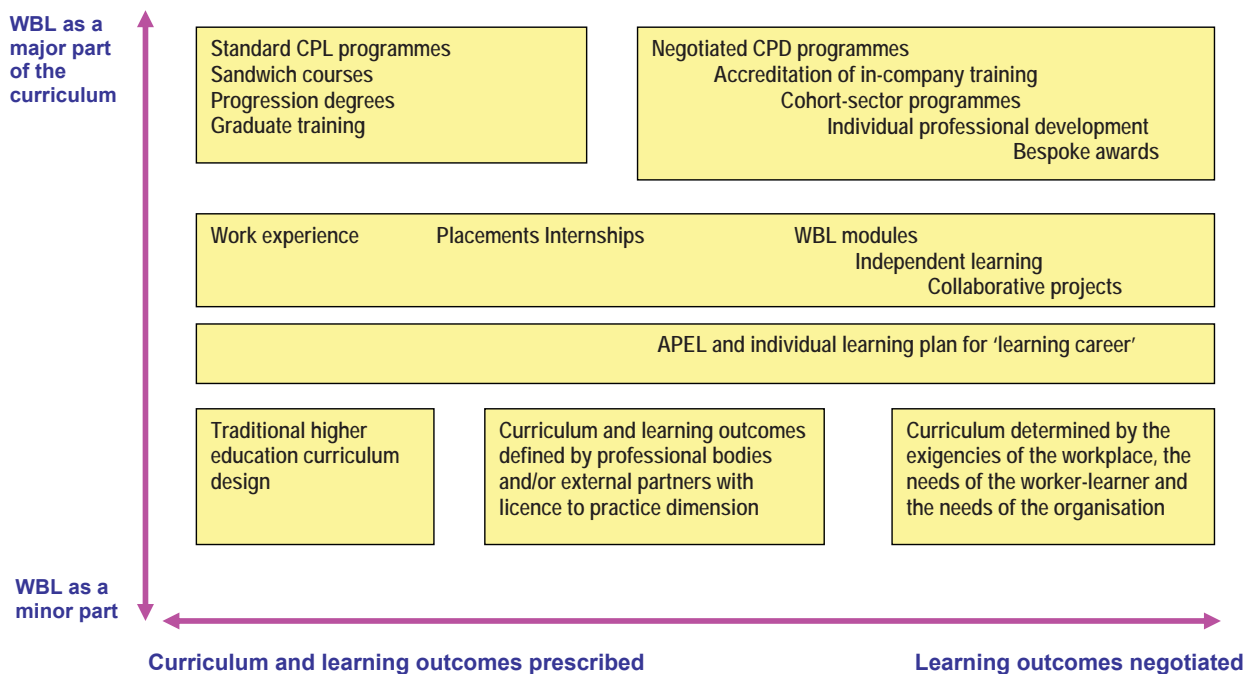 WBL as a
major part
of the
curriculum
Standard CPL programmes
Sandwich courses
Progression degrees
Graduate training
Negotiated CPD programmes
Accreditation of in-company training
Cohort-sector programmes
Individual professional development
Bespoke awards
Work experience
Placements Internships
WBL modules
Independent learning
Collaborative projects
APEL and individual learning plan for ‘learning career’
Traditional higher
education curriculum
design
Curriculum and learning outcomes
defined by professional bodies
and/or external partners with
licence to practice dimension
Curriculum determined by the
exigencies of the workplace, the
needs of the worker-learner and
the needs of the organisation
WBL as a
minor part
Curriculum and learning outcomes prescribed
Learning outcomes negotiated